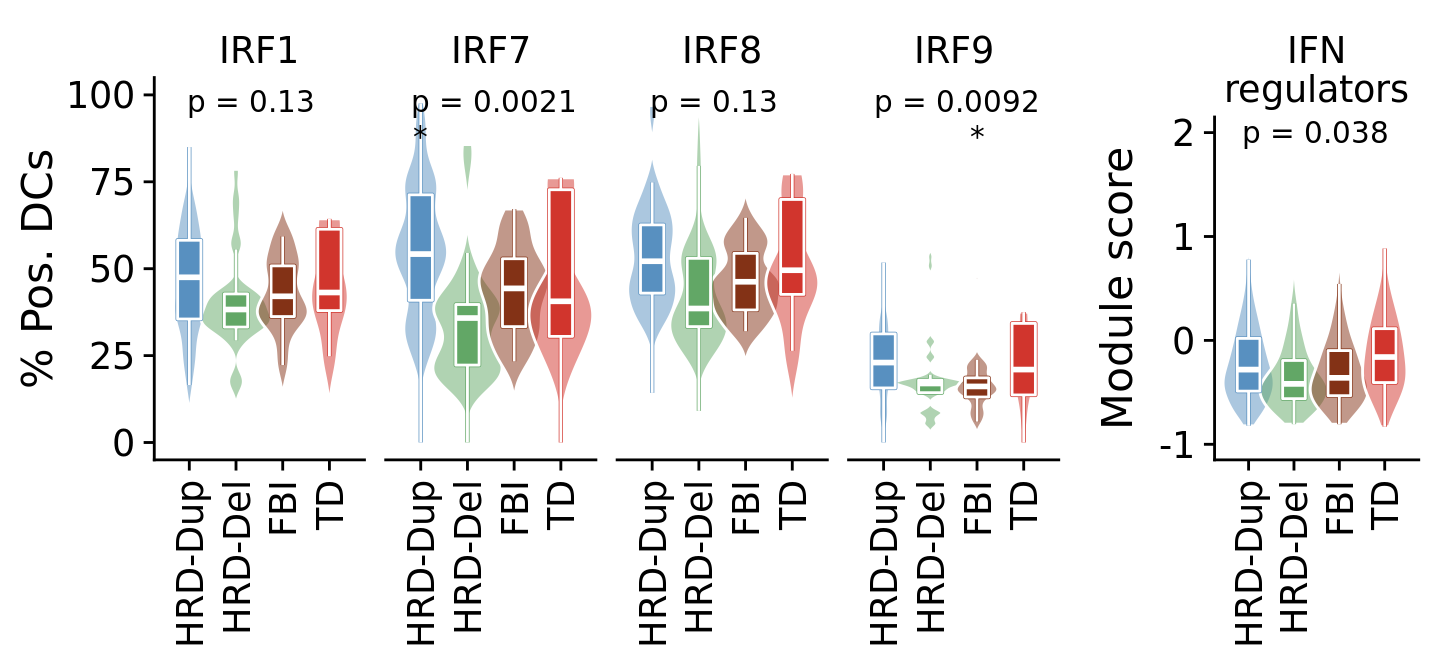 IRF1
IRF7
IRF8
IRF9
IFN
regulators
p = 0.13
p = 0.0021
p = 0.13
p = 0.0092
p = 0.038
*
*
% Pos. DCs
100
75
50
25
0
Module score
2
1
0
-1
HRD-Dup
HRD-Del
FBI
TD
HRD-Dup
HRD-Del
FBI
TD
HRD-Dup
HRD-Del
FBI
TD
HRD-Dup
HRD-Del
FBI
TD
HRD-Dup
HRD-Del
FBI
TD